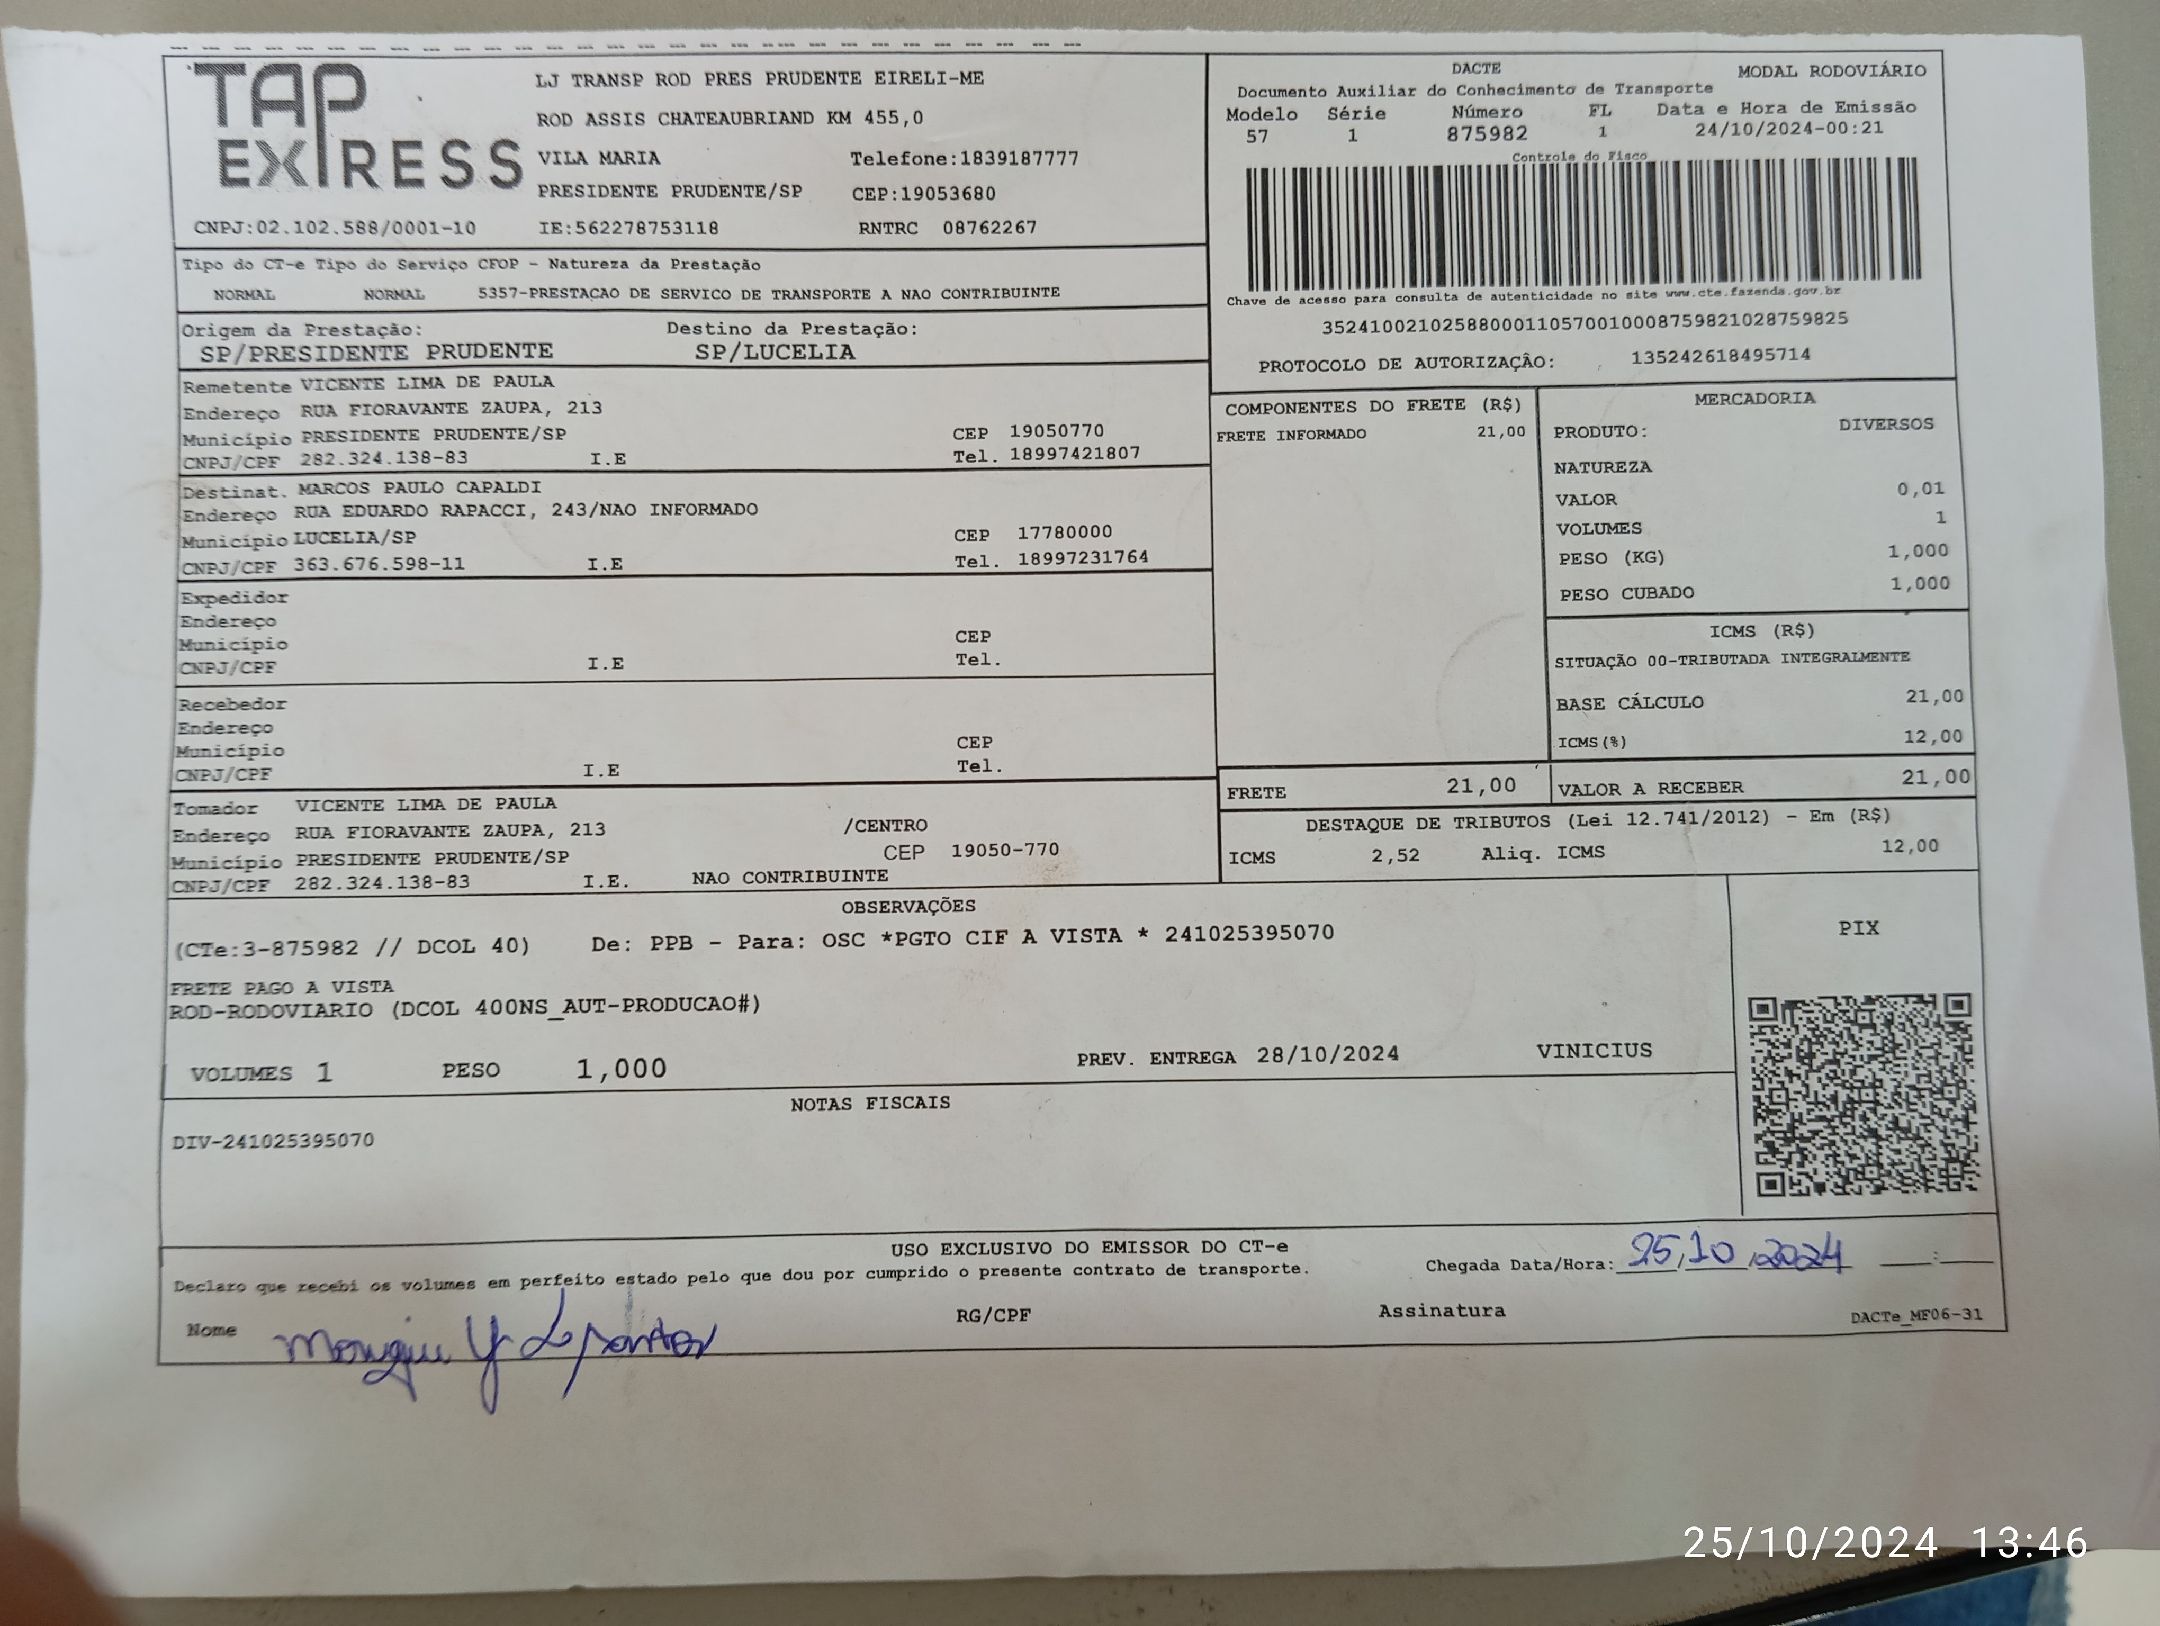 TAP EXPRESS
LJ TRANSP ROD PRES PRUDENTE EIRELI-ME
ROD ASSIS CHATEAUBRIAND KM 455,0
VILA MARIA Telefone:1839187777
PRESIDENTE PRUDENTE/SP CEP:19053680
CNPJ:02.102.588/0001-10 IE:562278753118 RNTRC 08762267
DACTE MODAL RODOVIÁRIO
Documento Auxiliar do Conhecimento de Transporte
Modelo Série Número FL Data e Hora de Emissão
57 1 875982 1 24/10/2024-00:21
Controle do Fisco
Chave de acesso para consulta de autenticidade no site www.cte.fazenda.gov.br
35241002102588000110570010008759821028759825
PROTOCOLO DE AUTORIZAÇÂO: 135242618495714
Tipo do CT-e Tipo do Serviço CFOP - Natureza da Prestação
NORMAL NORMAL 5357-PRESTACAO DE SERVICO DE TRANSPORTE A NAO CONTRIBUINTE
Origem da Prestação: Destino da Prestação:
SP/PRESIDENTE PRUDENTE SP/LUCELIA
Remetente VICENTE LIMA DE PAULA
Endereço RUA FIORAVANTE ZAUPA, 213
Município PRESIDENTE PRUDENTE/SP CEP 19050770
CNPJ/CPF 282.324.138-83 I.E Tel. 18997421807
Destinat. MARCOS PAULO CAPALDI
Endereço RUA EDUARDO RAPACCI, 243/NAO INFORMADO
Município LUCELIA/SP CEP 17780000
CNPJ/CPF 363.676.598-11 I.E Tel. 18997231764
Expedidor
Endereço
Município CEP
CNPJ/CPF I.E Tel.
Recebedor
Endereço
Município CEP
CNPJ/CPF I.E Tel.
Tomador VICENTE LIMA DE PAULA
Endereço RUA FIORAVANTE ZAUPA, 213 /CENTRO
Município PRESIDENTE PRUDENTE/SP CEP 19050-770
CNPJ/CPF 282.324.138-83 I.E. NAO CONTRIBUINTE
COMPONENTES DO FRETE (R$)
FRETE INFORMADO 21,00
MERCADORIA
PRODUTO: DIVERSOS
NATUREZA
VALOR 0,01
VOLUMES 1
PESO (KG) 1,000
PESO CUBADO 1,000
ICMS (R$)
SITUAÇÃO 00-TRIBUTADA INTEGRALMENTE
BASE CÁLCULO 21,00
ICMS(%) 12,00
FRETE 21,00 VALOR A RECEBER 21,00
DESTAQUE DE TRIBUTOS (Lei 12.741/2012) - Em (R$)
ICMS 2,52 Aliq. ICMS 12,00
OBSERVAÇÕES
(CTe:3-875982 // DCOL 40) De: PPB - Para: OSC *PGTO CIF A VISTA * 241025395070
FRETE PAGO A VISTA
ROD-RODOVIARIO (DCOL 400NS_AUT-PRODUCAO#)
VOLUMES 1 PESO 1,000 PREV. ENTREGA 28/10/2024 VINICIUS
PIX
NOTAS FISCAIS
DIV-241025395070
USO EXCLUSIVO DO EMISSOR DO CT-e
Declaro que recebi os volumes em perfeito estado pelo que dou por cumprido o presente contrato de transporte.
Chegada Data/Hora: 25/10/2024 :
Nome RG/CPF Assinatura DACTe_MF06-31
25/10/2024 13:46